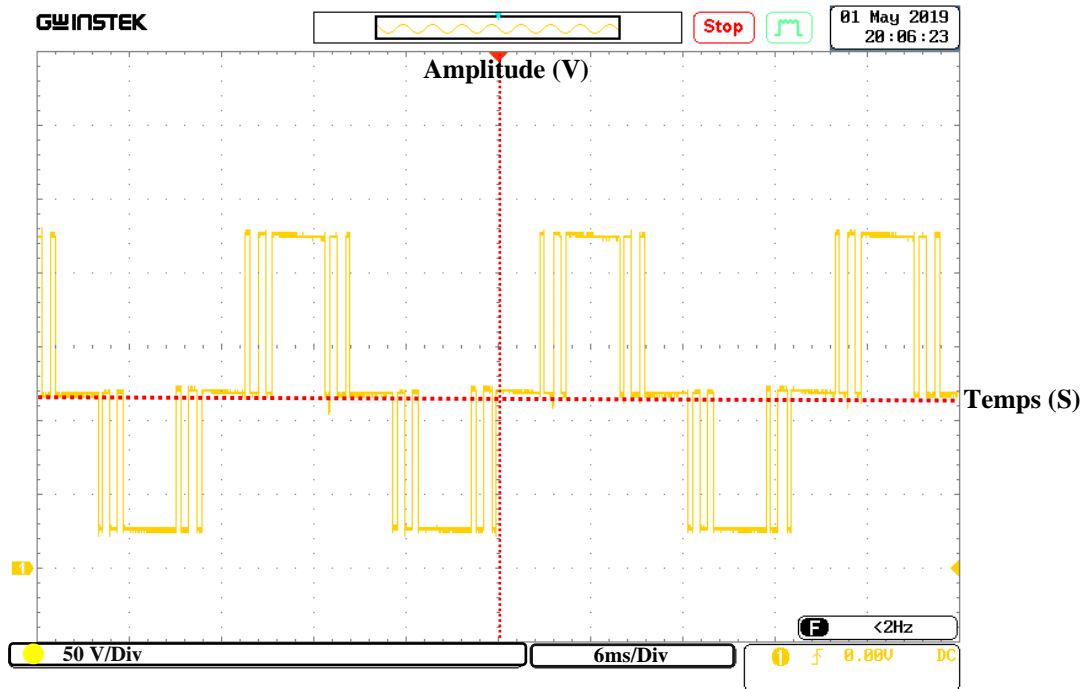 GWINSTEK
Stop
01 May 2019
20:06:23
Amplitude (V)
Temps (S)
1
F <2Hz
50 V/Div
6ms/Div
1 0.00V DC